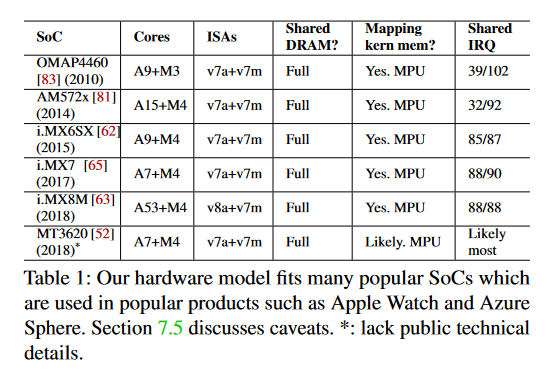 SoC Cores ISAs Shared DRAM? Mapping kern mem? Shared IRQ
OMAP4460 [83] (2010) A9+M3 v7a+v7m Full Yes. MPU 39/102
AM572x [81] (2014) A15+M4 v7a+v7m Full Yes. MPU 32/92
i.MX6SX [62] (2015) A9+M4 v7a+v7m Full Yes. MPU 85/87
i.MX7 [65] (2017) A7+M4 v7a+v7m Full Yes. MPU 88/90
i.MX8M [63] (2018) A53+M4 v8a+v7m Full Yes. MPU 88/88
MT3620 [52] (2018)* A7+M4 v7a+v7m Full Likely. MPU Likely most
Table 1: Our hardware model fits many popular SoCs which
are used in popular products such as Apple Watch and Azure
Sphere. Section 7.5 discusses caveats. *: lack public technical
details.